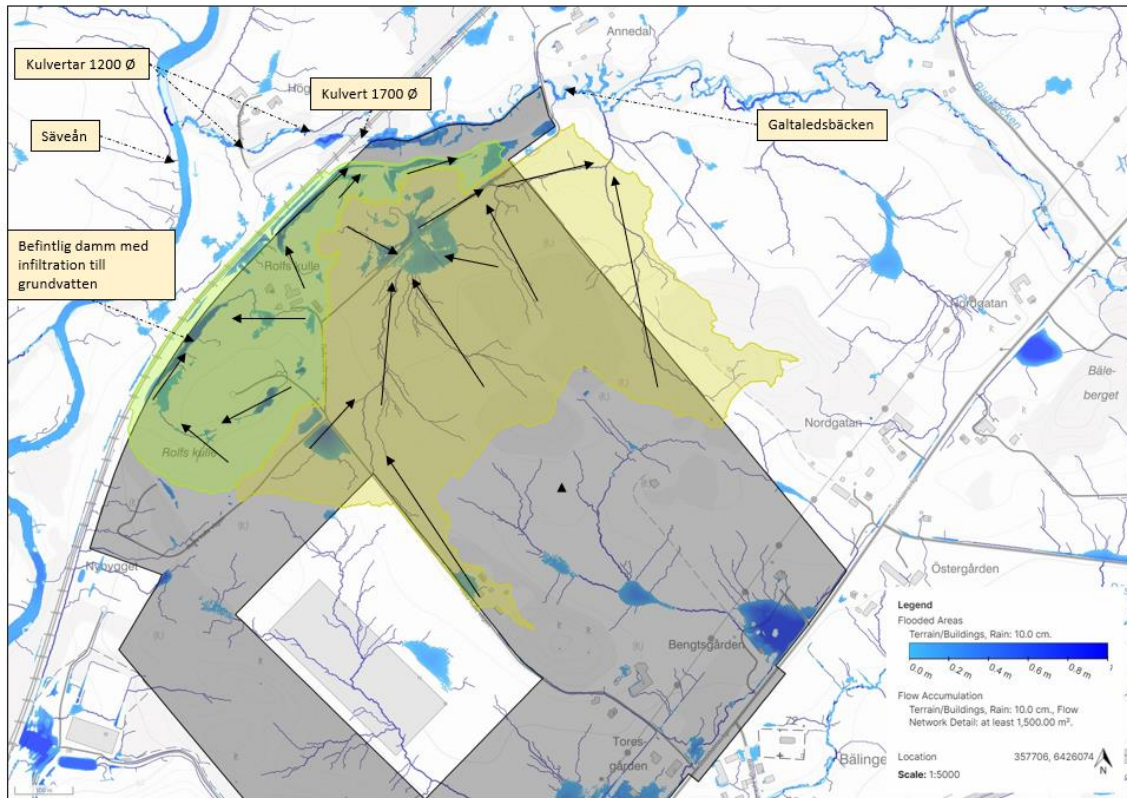 Annedal
Kulvertar 1200 Ø
Hög
Kulvert 1700 Ø
Säveån
Galtaledsbäcken
Befintlig damm med
infiltration till
grundvatten
Rolfs kulle
Nordgatan
Bäle-
berget
Nordgatan
Rolfs kulle
Nybygget
Östergården
Bengtsgården
Tores
gården
Bälinge
Legend
Flooded Areas
Terrain/Buildings, Rain: 10.0 cm.
0.0 m 0.2 m 0.4 m 0.6 m 0.8 m
Flow Accumulation
Terrain/Buildings, Rain: 10.0 cm., Flow
Network Detail: at least 1,500.00 m².
Location 357706, 6426074
Scale: 1:5000
N